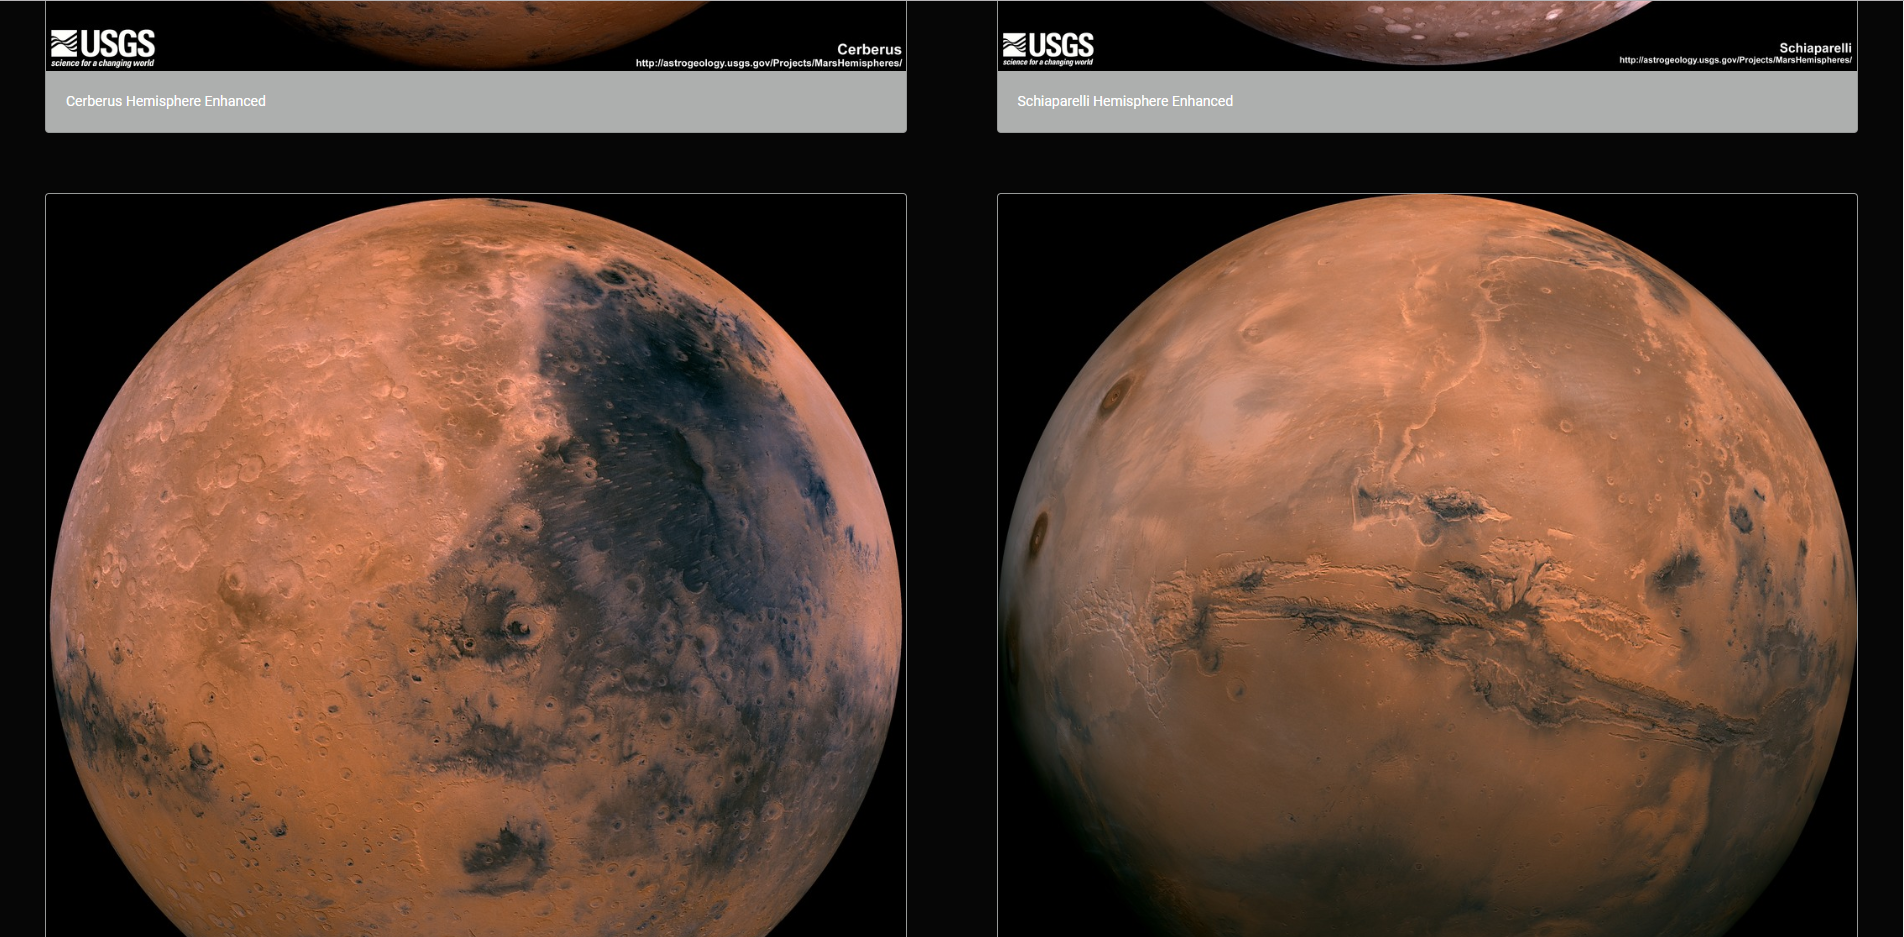 USGS
science for a changing world
Cerberus
http://astrogeology.usgs.gov/Projects/MarsHemispheres/
Cerberus Hemisphere Enhanced
USGS
science for a changing world
Schiaparelli
http://astrogeology.usgs.gov/Projects/MarsHemispheres/
Schiaparelli Hemisphere Enhanced